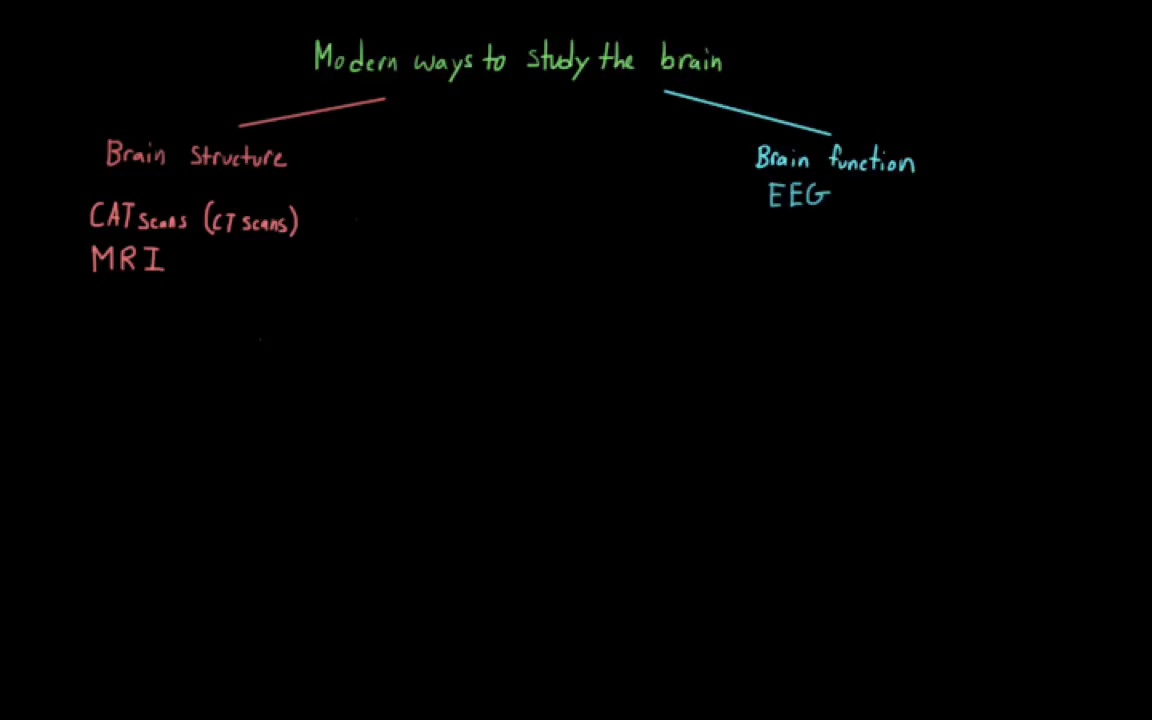 Modern ways to study the brain
Brain Structure
CAT Scans (CT Scans)
MRI
Brain function
EEG